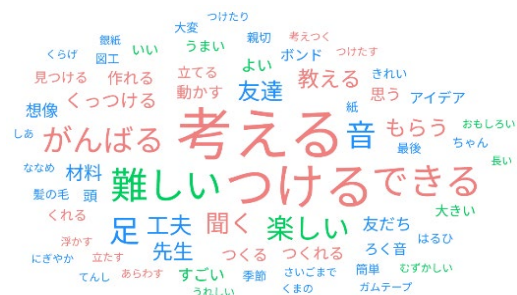 つけたり
大変
銀紙 いい うまい 親切 考えつく
くらげ 図工 よい ボンド つけたす
見つける 作れる 立てる 友達 教える きれい
くっつける 動かす 紙 思う アイデア
想像 考える 音 もらう おもしろい
しあ がんばる 最後 ちゃん
ななめ 材料 難しい つける できる 長い
髪の毛 頭 大きい
くれる 足 工夫 聞く 楽しい 友だち
浮かす はるひ
にぎやか 立たす 先生 つくる つくれる ろく音
てんし あらわす すごい 季節 さいごまで 簡単 むずかしい
うれしい くまの ガムテープ